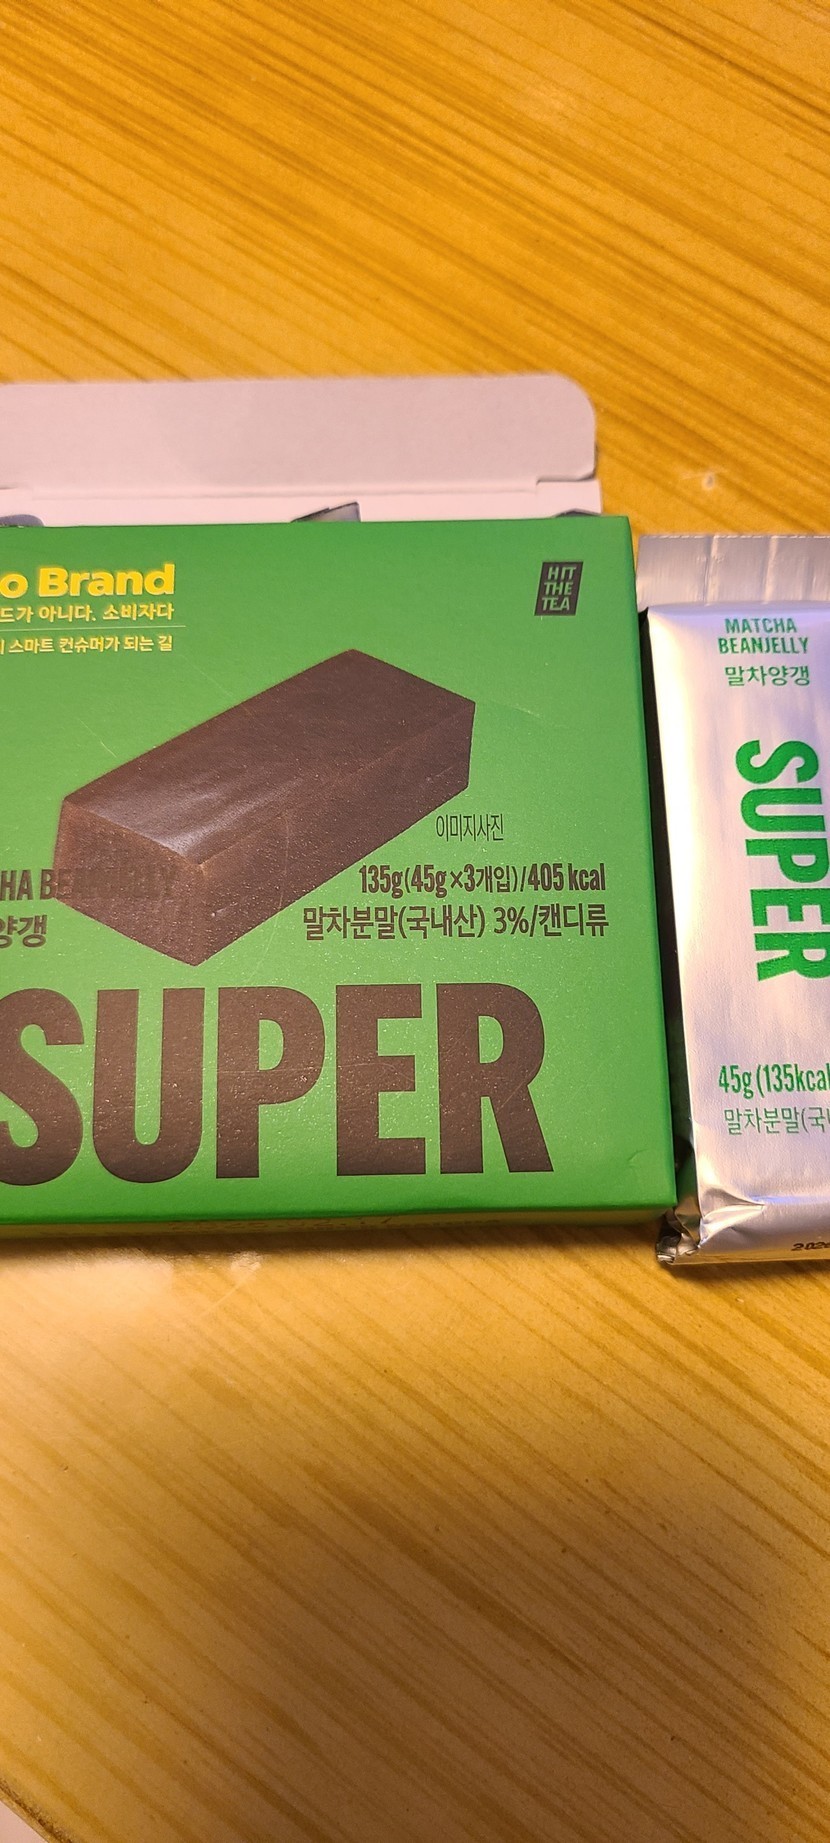 o Brand
드가 아니다. 소비자다
스마트 컨슈머가 되는 길
HIT
THE
TEA
이미지사진
HA BEANJELLY
양갱
135g(45g×3개입)/405 kcal
말차분말(국내산) 3%/캔디류
SUPER
MATCHA
BEANJELLY
말차양갱
SUPER
45g(135kcal
말차분말(국